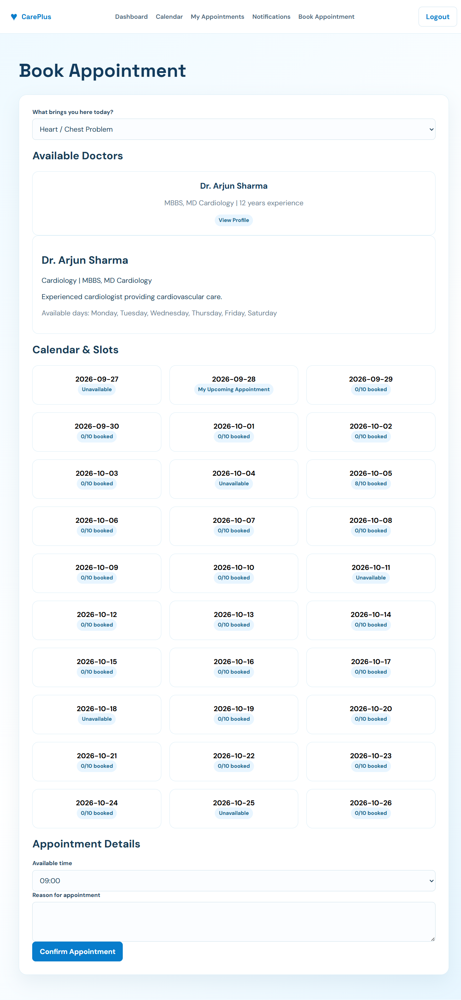 CarePlus
Dashboard Calendar My Appointments Notifications Book Appointment
Logout
Book Appointment
What brings you here today?
Heart / Chest Problem
Available Doctors
Dr. Arjun Sharma
MBBS, MD Cardiology | 12 years experience
View Profile
Dr. Arjun Sharma
Cardiology | MBBS, MD Cardiology
Experienced cardiologist providing cardiovascular care.
Available days: Monday, Tuesday, Wednesday, Thursday, Friday, Saturday
Calendar & Slots
2026-09-27
Unavailable
2026-09-28
My Upcoming Appointment
2026-09-29
0/10 booked
2026-09-30
0/10 booked
2026-10-01
0/10 booked
2026-10-02
0/10 booked
2026-10-03
0/10 booked
2026-10-04
Unavailable
2026-10-05
8/10 booked
2026-10-06
0/10 booked
2026-10-07
0/10 booked
2026-10-08
0/10 booked
2026-10-09
0/10 booked
2026-10-10
0/10 booked
2026-10-11
Unavailable
2026-10-12
0/10 booked
2026-10-13
0/10 booked
2026-10-14
0/10 booked
2026-10-15
0/10 booked
2026-10-16
0/10 booked
2026-10-17
0/10 booked
2026-10-18
Unavailable
2026-10-19
0/10 booked
2026-10-20
0/10 booked
2026-10-21
0/10 booked
2026-10-22
0/10 booked
2026-10-23
0/10 booked
2026-10-24
0/10 booked
2026-10-25
Unavailable
2026-10-26
0/10 booked
Appointment Details
Available time
09:00
Reason for appointment
Confirm Appointment